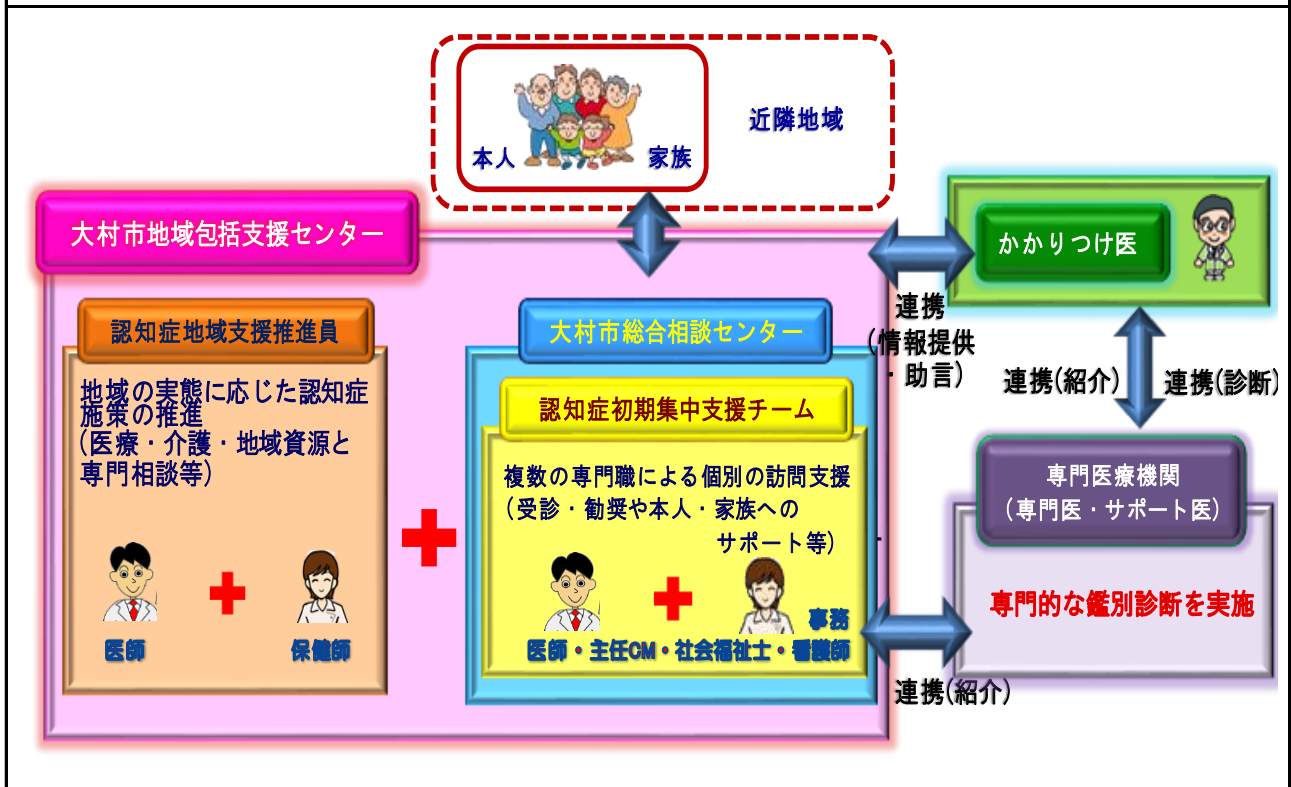 近隣地域
本人
家族
大村市地域包括支援センター
かかりつけ医
連携
(情報提供
・助言)
認知症地域支援推進員
地域の実態に応じた認知症
施策の推進
(医療・介護・地域資源と
専門相談等)
医師
保健師
大村市総合相談センター
認知症初期集中支援チーム
複数の専門職による個別の訪問支援
(受診・勧奨や本人・家族への
サポート等)
事務
医師・主任CM・社会福祉士・看護師
連携(紹介)
連携(診断)
専門医療機関
(専門医・サポート医)
専門的な鑑別診断を実施
連携(紹介)